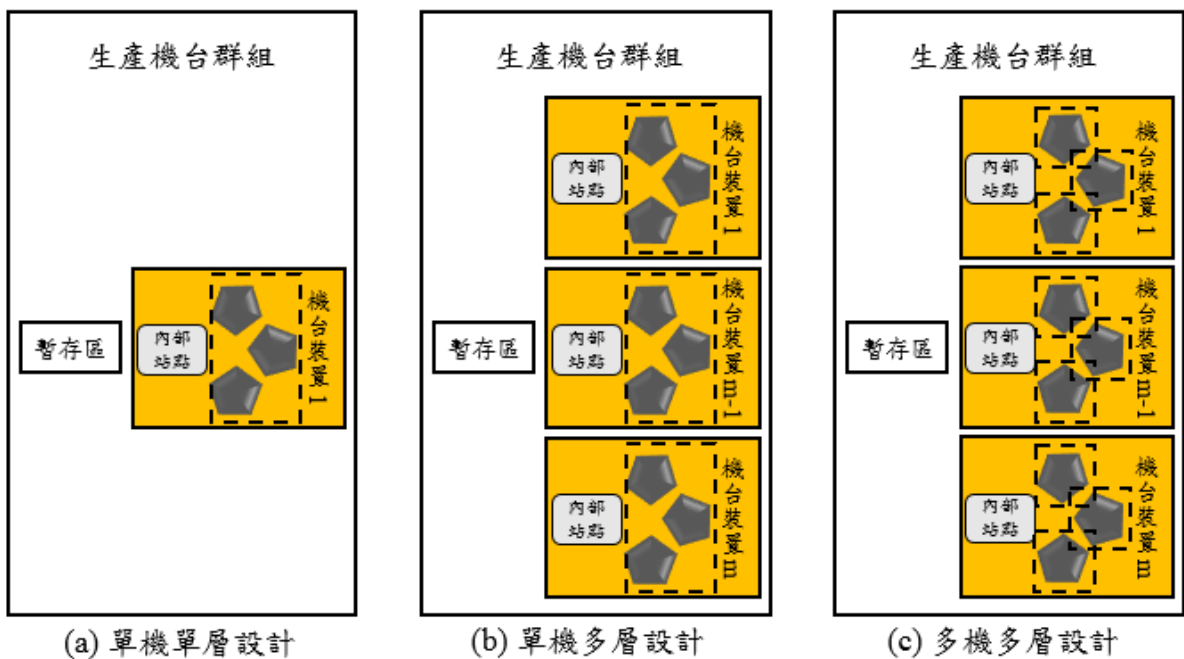 生產機台群組
暫存區
內部
站點
機台裝置1
(a) 單機單層設計
生產機台群組
暫存區
內部
站點
機台裝置1
內部
站點
機台裝置m-1
內部
站點
機台裝置m
(b) 單機多層設計
生產機台群組
暫存區
內部
站點
機台裝置1
內部
站點
機台裝置m-1
內部
站點
機台裝置m
(c) 多機多層設計